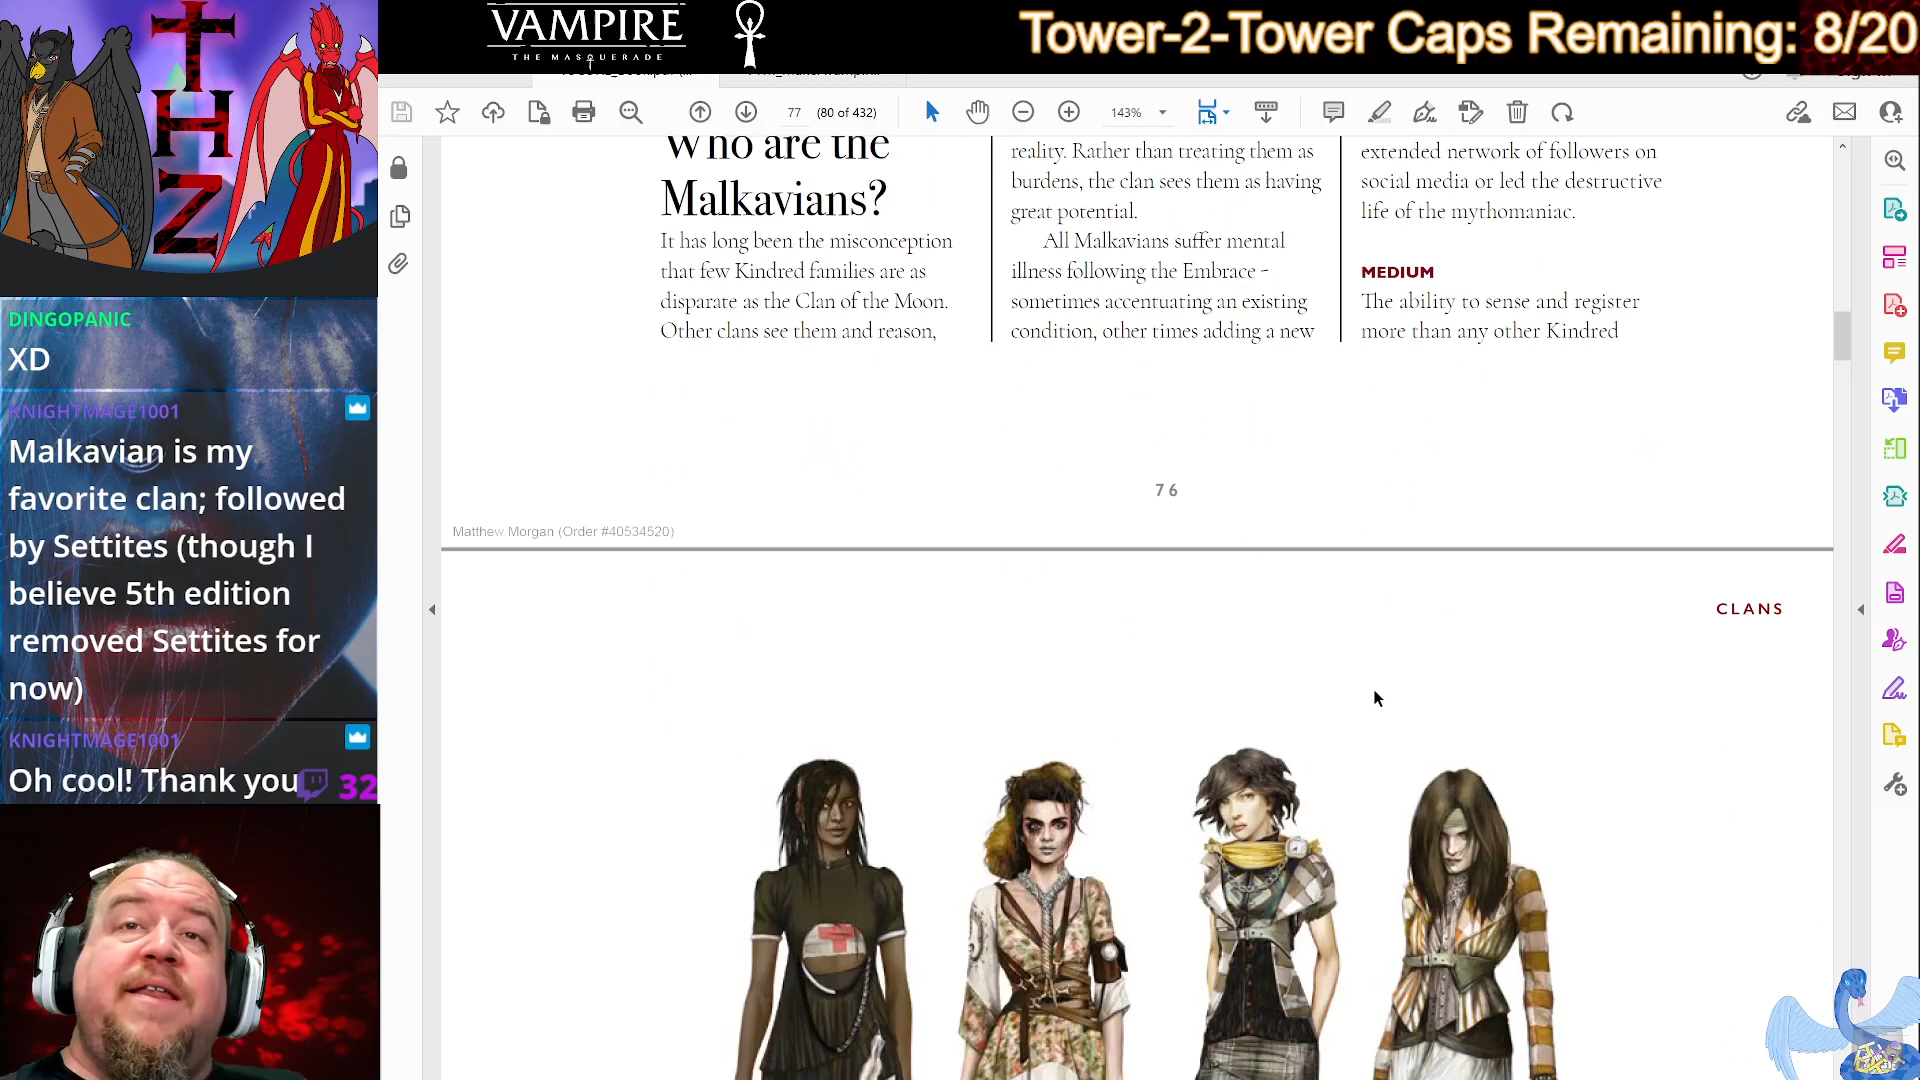 THZ
VAMPIRE
THE MASQUERADE
Tower-2-Tower Caps Remaining: 8/20
77 (80 of 432)
143%
Who are the
Malkavians?
It has long been the misconception
that few Kindred families are as
disparate as the Clan of the Moon.
Other clans see them and reason,
reality. Rather than treating them as
burdens, the clan sees them as having
great potential.
All Malkavians suffer mental
illness following the Embrace -
sometimes accentuating an existing
condition, other times adding a new
extended network of followers on
social media or led the destructive
life of the mythomaniac.
MEDIUM
The ability to sense and register
more than any other Kindred
76
Matthew Morgan (Order #40534520)
CLANS
DINGOPANIC
XD
KNIGHTMAGE1001
Malkavian is my
favorite clan; followed
by Settites (though I
believe 5th edition
removed Settites for
now)
KNIGHTMAGE1001
Oh cool! Thank you
32